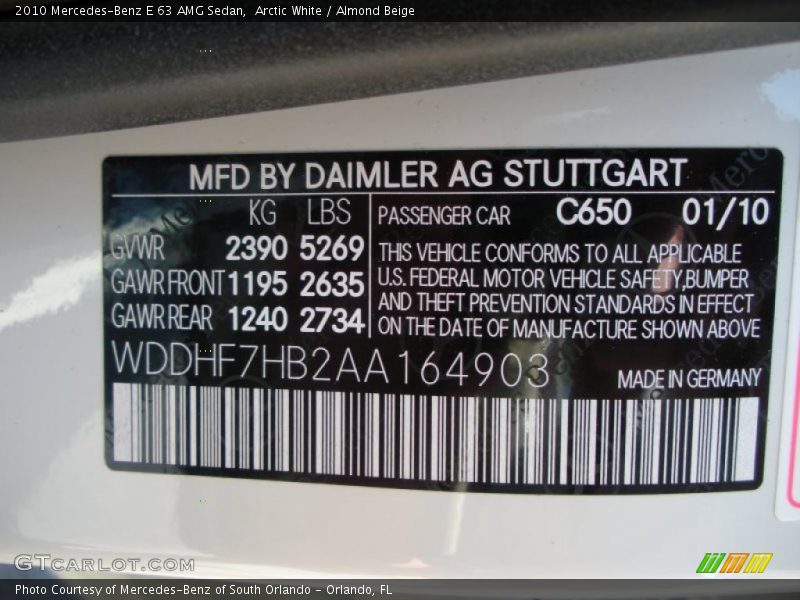 2010 Mercedes-Benz E 63 AMG Sedan,  Arctic White / Almond Beige
MFD BY DAIMLER AG STUTTGART
KG LBS
GVWR 2390 5269
GAWR FRONT 1195 2635
GAWR REAR 1240 2734
PASSENGER CAR C650 01/10
THIS VEHICLE CONFORMS TO ALL APPLICABLE
U.S. FEDERAL MOTOR VEHICLE SAFETY,BUMPER
AND THEFT PREVENTION STANDARDS IN EFFECT
ON THE DATE OF MANUFACTURE SHOWN ABOVE
WDDHF7HB2AA164903
MADE IN GERMANY
GTCARLOT.COM
Photo Courtesy of Mercedes-Benz of South Orlando - Orlando, FL